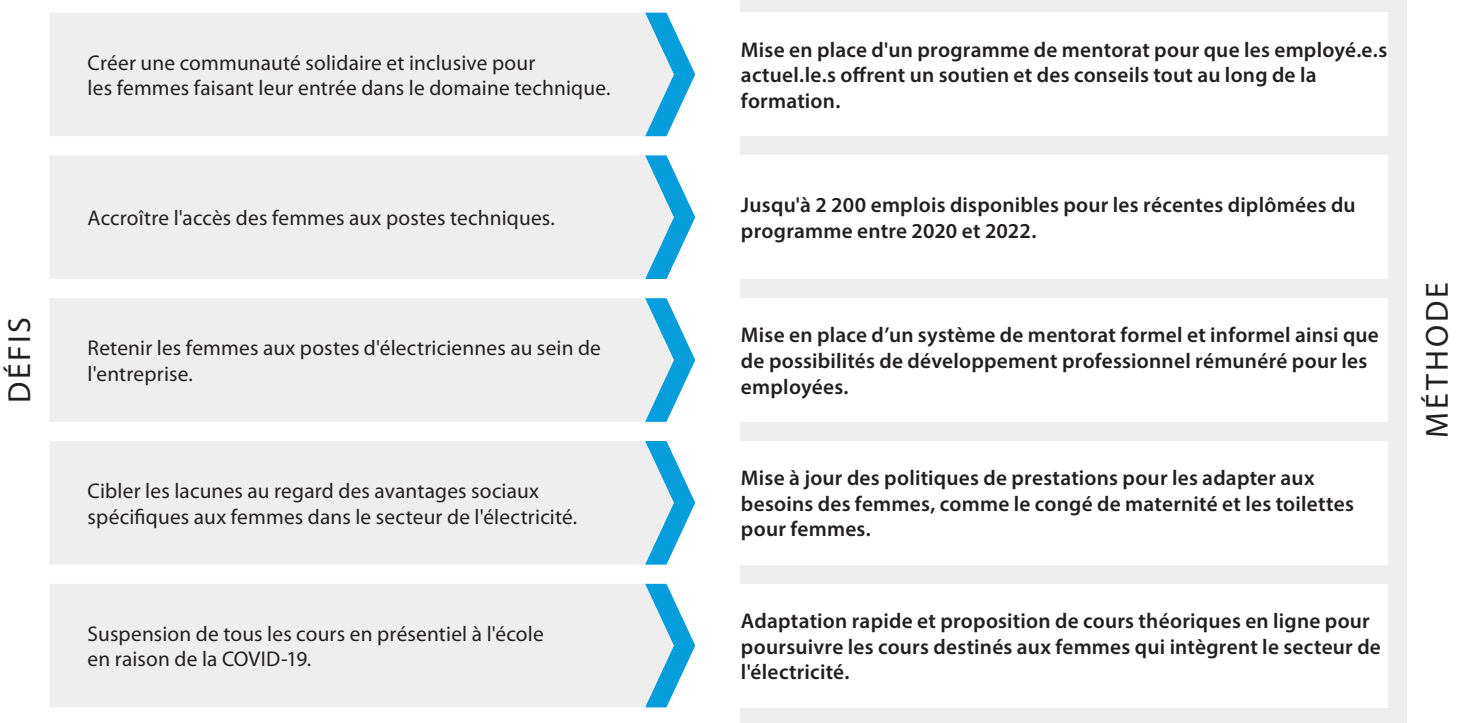 DÉFIS
Créer une communauté solidaire et inclusive pour
les femmes faisant leur entrée dans le domaine technique.
Mise en place d'un programme de mentorat pour que les employé.e.s
actuel.le.s offrent un soutien et des conseils tout au long de la
formation.
Accroître l'accès des femmes aux postes techniques.
Jusqu'à 2 200 emplois disponibles pour les récentes diplômées du
programme entre 2020 et 2022.
Retenir les femmes aux postes d'électriciennes au sein de
l'entreprise.
Mise en place d’un système de mentorat formel et informel ainsi que
de possibilités de développement professionnel rémunéré pour les
employées.
Cibler les lacunes au regard des avantages sociaux
spécifiques aux femmes dans le secteur de l'électricité.
Mise à jour des politiques de prestations pour les adapter aux
besoins des femmes, comme le congé de maternité et les toilettes
pour femmes.
Suspension de tous les cours en présentiel à l'école
en raison de la COVID-19.
Adaptation rapide et proposition de cours théoriques en ligne pour
poursuivre les cours destinés aux femmes qui intègrent le secteur de
l'électricité.
MÉTHODE